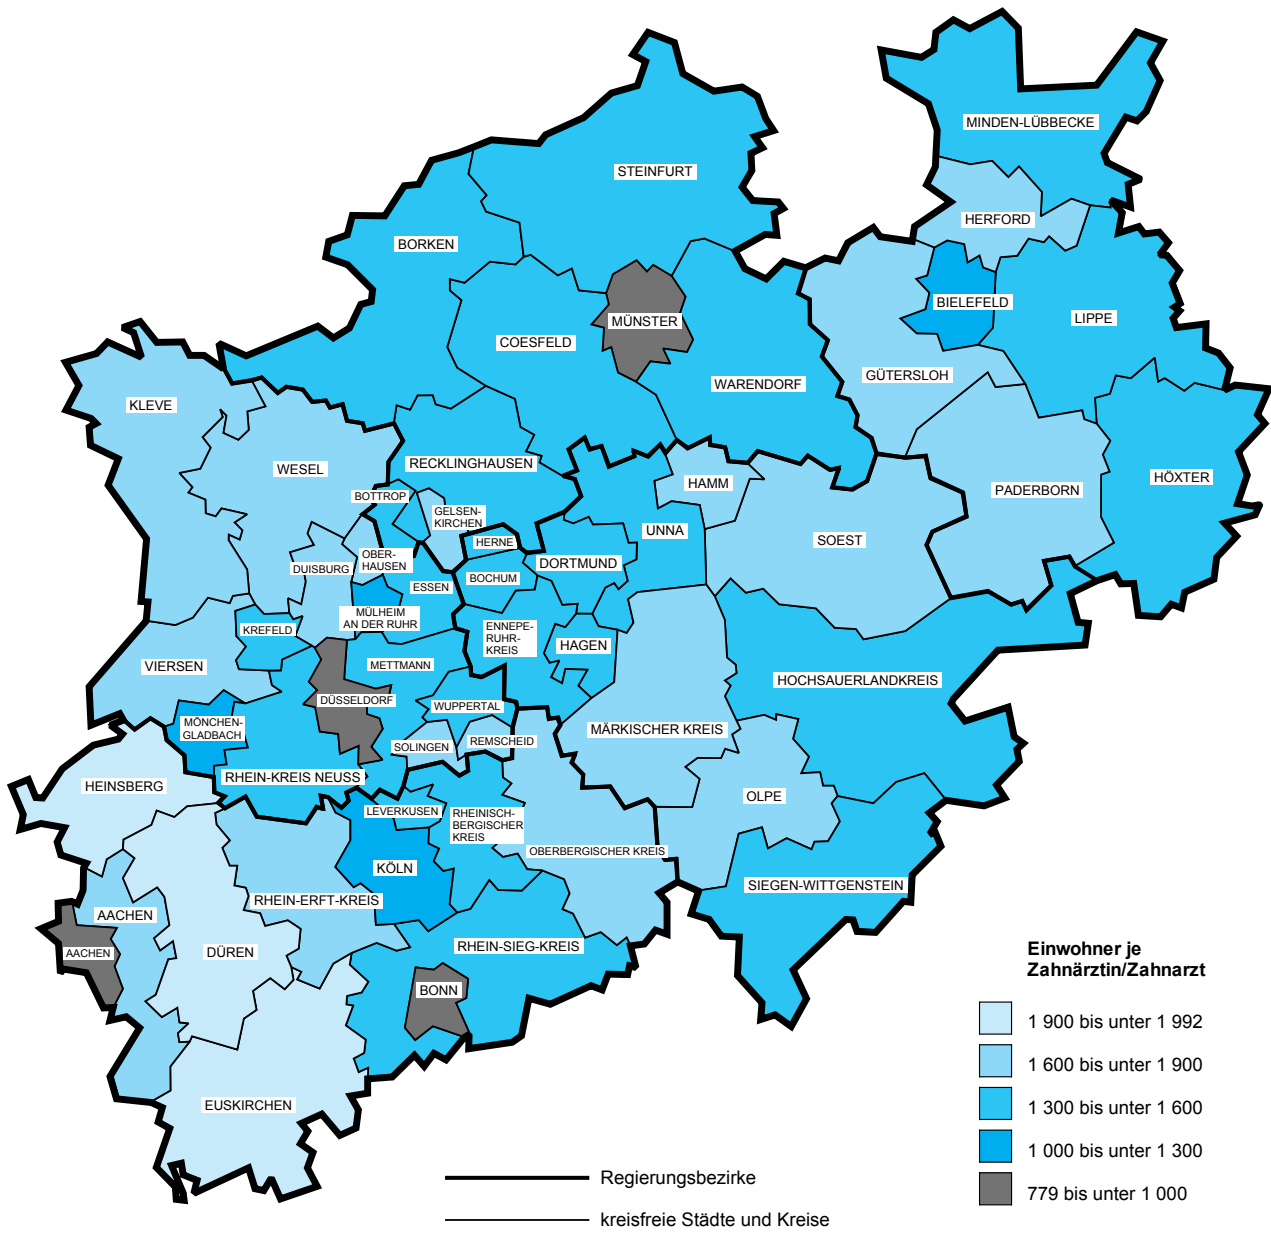 MINDEN-LÜBBECKE
STEINFURT
HERFORD
BORKEN
BIELEFELD
LIPPE
MÜNSTER
COESFELD
GÜTERSLOH
WARENDORF
KLEVE
RECKLINGHAUSEN
WESEL
HÖXTER
HAMM
PADERBORN
BOTTROP
GELSEN-
KIRCHEN
UNNA
SOEST
HERNE
OBER-
HAUSEN
DUISBURG
DORTMUND
BOCHUM
ESSEN
MÜLHEIM
AN DER RUHR
KREFELD
ENNEPE-
RUHR-
KREIS
HAGEN
VIERSEN
METTMANN
HOCHSAUERLANDKREIS
DÜSSELDORF
WUPPERTAL
MÖNCHEN-
GLADBACH
MÄRKISCHER KREIS
SOLINGEN
REMSCHEID
RHEIN-KREIS NEUSS
HEINSBERG
OLPE
LEVERKUSEN
RHEINISCH-
BERGISCHER
KREIS
OBERBERGISCHER KREIS
KÖLN
SIEGEN-WITTGENSTEIN
RHEIN-ERFT-KREIS
AACHEN
RHEIN-SIEG-KREIS
DÜREN
AACHEN
BONN
EUSKIRCHEN
Einwohner je
Zahnärztin/Zahnarzt
1 900 bis unter 1 992
1 600 bis unter 1 900
1 300 bis unter 1 600
1 000 bis unter 1 300
779 bis unter 1 000
Regierungsbezirke
kreisfreie Städte und Kreise